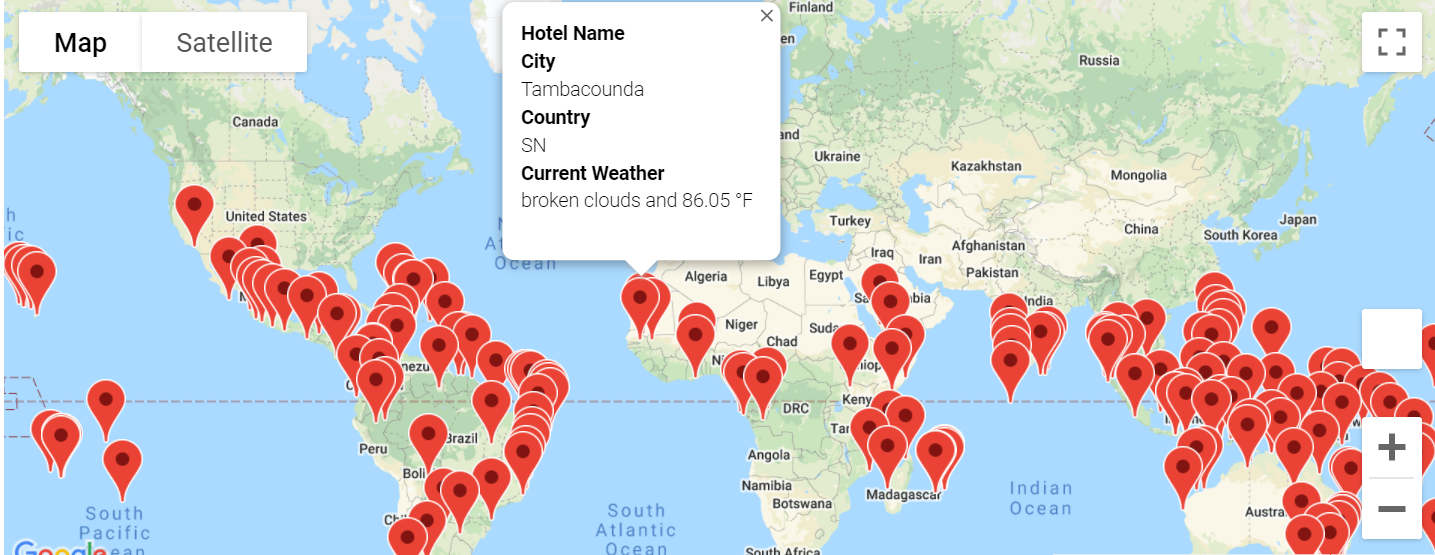 Map
Satellite
Hotel Name
City
Tambacounda
Country
SN
Current Weather
broken clouds and 86.05 °F
Finland
Russia
Canada
Ukraine
Kazakhstan
Mongolia
United States
Turkey
China
Japan
South Korea
Ocean
Iraq
Iran
Afghanistan
Pakistan
Algeria
Libya
Egypt
India
Niger
Chad
DRC
Peru
Brazil
Angola
Namibia
Botswana
Madagascar
South Africa
South
Pacific
South
Atlantic
Ocean
Indian
Ocean
Google